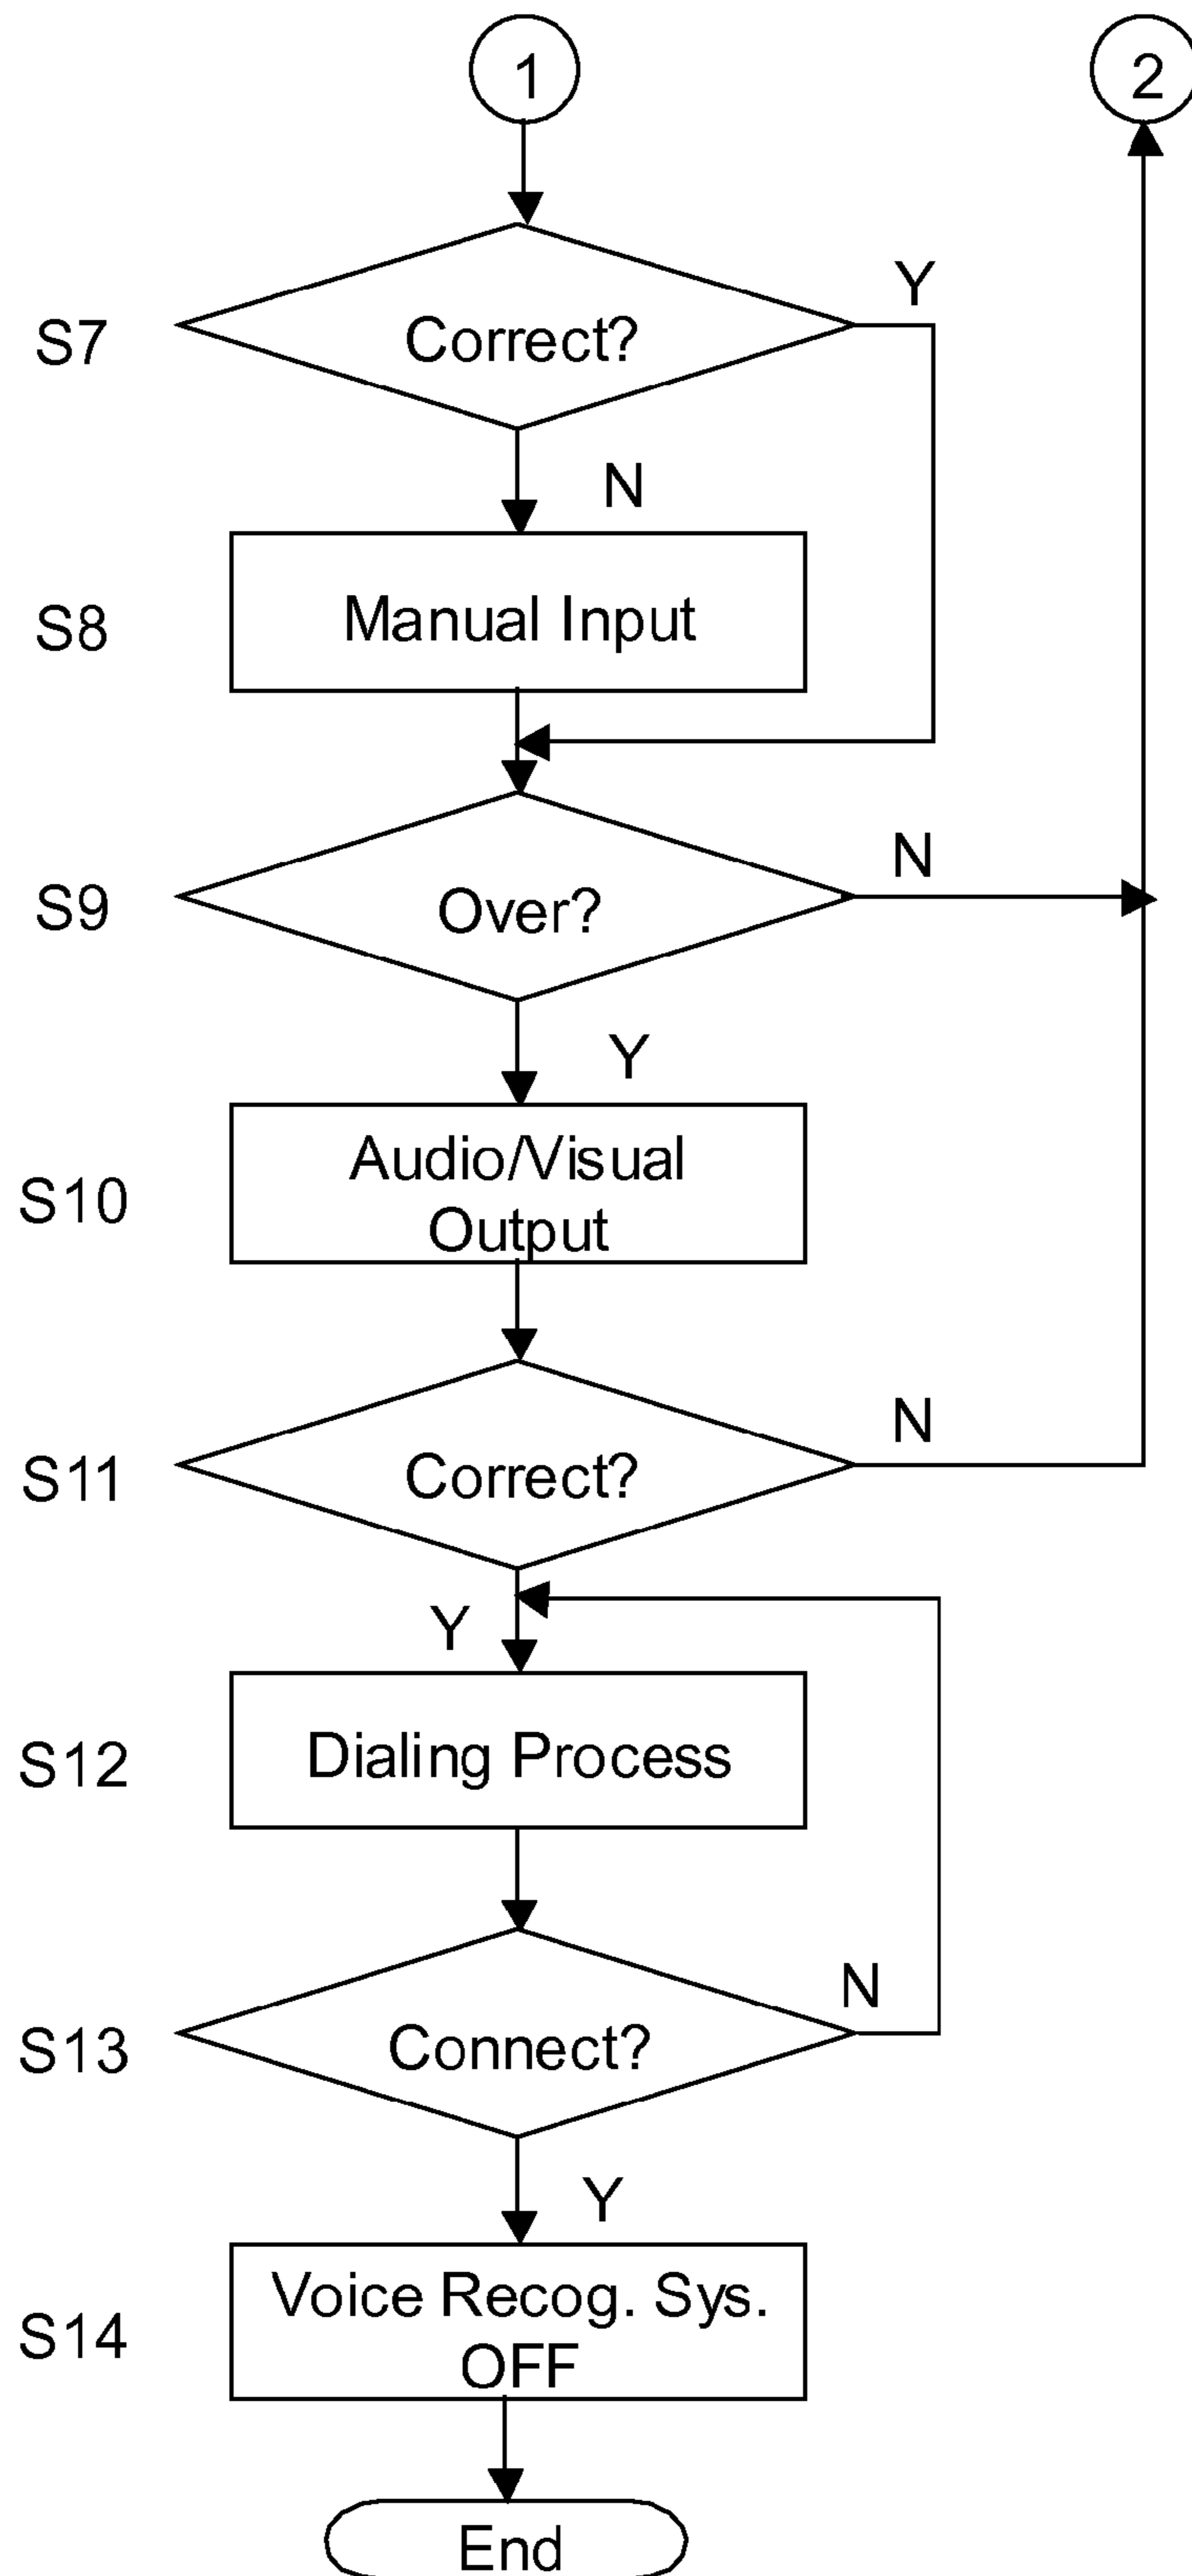 1
2
S7
Correct?
Y
N
S8
Manual Input
S9
Over?
N
Y
S10
Audio/Visual
Output
S11
Correct?
N
Y
S12
Dialing Process
S13
Connect?
N
Y
S14
Voice Recog. Sys.
OFF
End